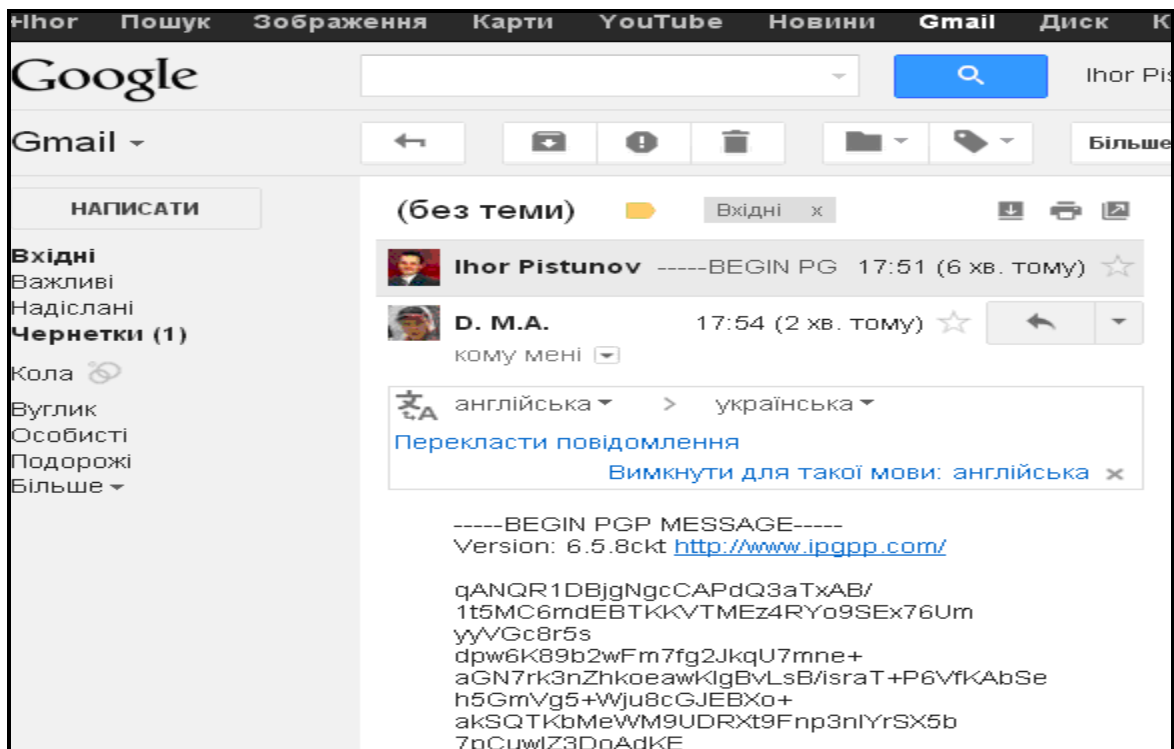 +Ihor Пошук Зображення Карти YouTube Новини Gmail Диск К
Google
Ihor Pis
Gmail
Більше
НАПИСАТИ
(без теми) Вхідні x
Вхідні
Важливі
Надіслані
Чернетки (1)
Кола
Вуглик
Особисті
Подорожі
Більше
Ihor Pistunov -----BEGIN PG 17:51 (6 хв. тому)
D. M.A. 17:54 (2 хв. тому)
кому мені
англійська > українська
Перекласти повідомлення
Вимкнути для такої мови: англійська x
-----BEGIN PGP MESSAGE-----
Version: 6.5.8ckt http://www.ipgpp.com/
qANQR1DBjgNgcCAPdQ3aTxAB/
1t5MC6mdEBTKKVTMEz4RYo9SEx76Um
yyVGc8r5s
dpw6K89b2wFm7fg2JkqU7mne+
aGN7rk3nZhkoeawKlgBvLsB/israT+P6VfKAbSe
h5GmVg5+Wju8cGJEBXo+
akSQTKbMeWM9UDRXt9Fnp3nlYrSX5b
7pCuwlZ3DoAdKE